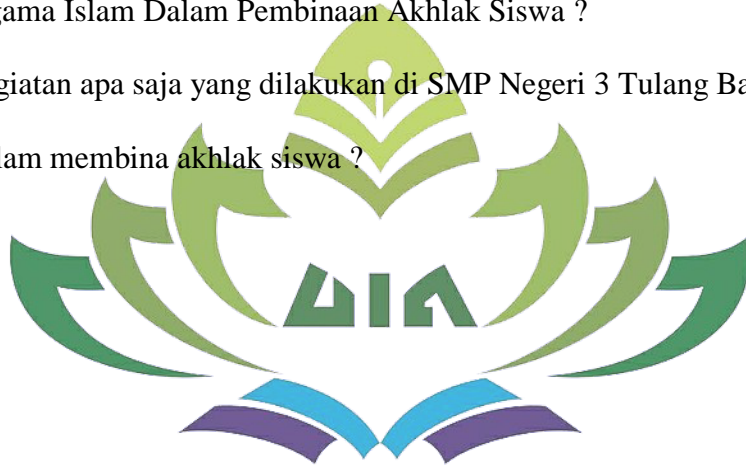 gama Islam Dalam Pembinaan Akhlak Siswa ?
giatan apa saja yang dilakukan di SMP Negeri 3 Tulang Ba
lam membina akhlak siswa ?
UIN